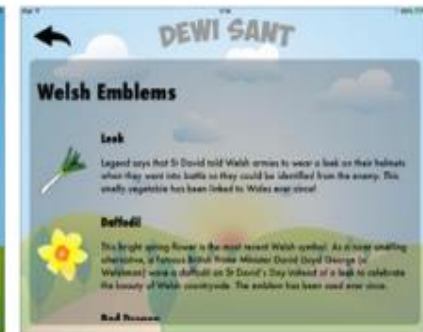 DEWI SANT
Welsh Emblems
Leek
Legend says that St David told Welsh armies to wear a leek on their helmets
when they went into battle so they could be identified from the enemy. This
smelly vegetable has been linked to Wales ever since!
Daffodil
This bright spring flower is the most recent Welsh symbol. As a nicer smelling
alternative, a famous British Prime Minister David Lloyd George (a
Welshman) wore a daffodil on St David's Day instead of a leek to celebrate
the beauty of Welsh countryside. The emblem has been used ever since.
Red Dragon